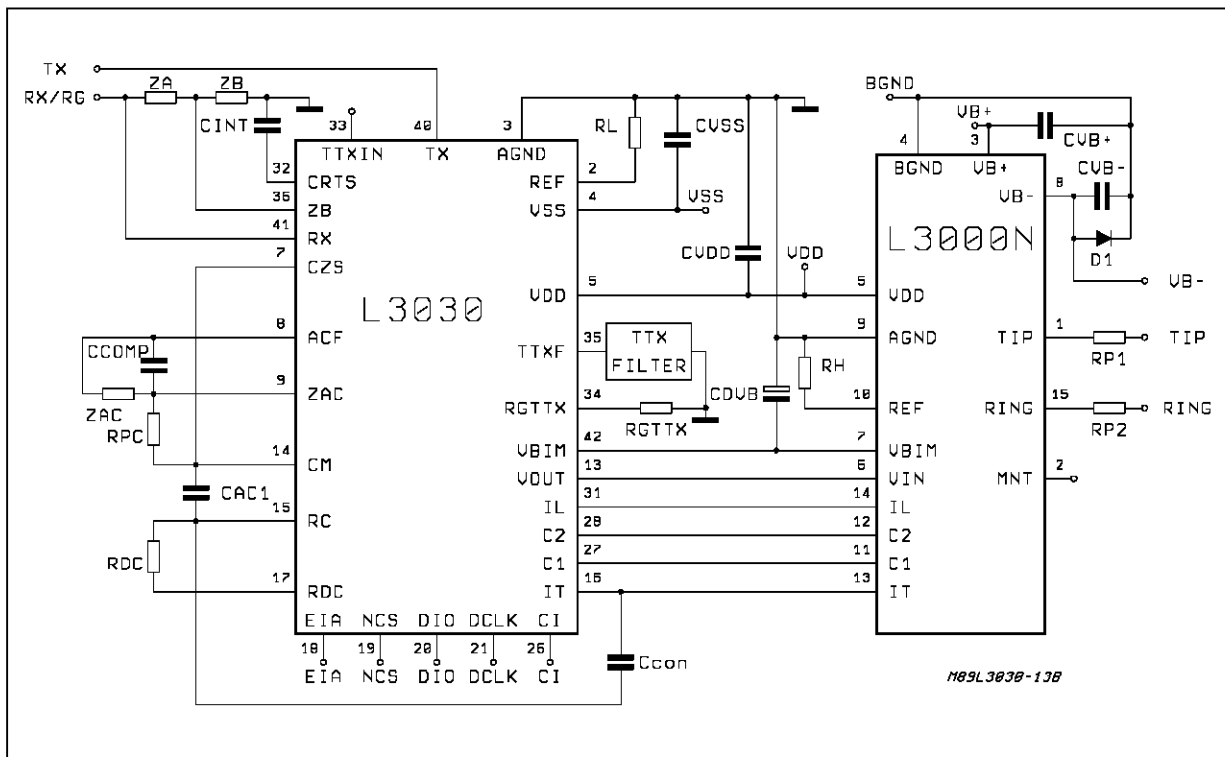 TX
RX/RG
ZA
ZB
CINT
33
40
3
TTXIN
TX
AGND
32
CRTS
36
ZB
41
RX
7
CZS
8
ACF
CCOMP
9
ZAC
ZAC
RPC
14
CM
CAC1
15
RC
RDC
17
RDC
L3030
REF
2
VSS
4
VDD
5
TTXF
35
RGTTX
34
VBIM
42
VOUT
13
IL
31
C2
28
C1
27
IT
16
EIA NCS DIO DCLK CI
18 19 20 21 26
EIA NCS DIO DCLK CI
RL
CVSS
VSS
CVDD
VDD
TTX
FILTER
RGTTX
CDVB
RH
Ccon
BGND
VB+
4
3
BGND
VB+
CVB+
CVB-
VB-
8
L3000N
D1
VB-
5
VDD
9
AGND
10
REF
7
VBIM
6
VIN
14
IL
12
C2
11
C1
13
IT
TIP
1
RP1
TIP
RING
15
RP2
RING
MNT
2
M89L3030-13B